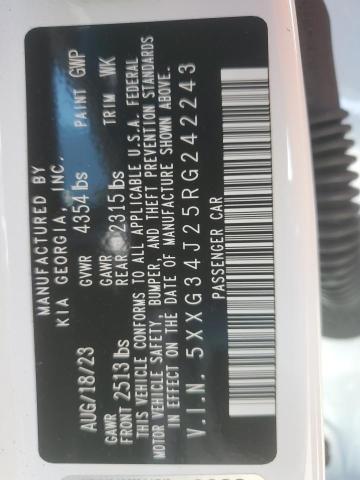 MANUFACTURED BY
KIA GEORGIA, INC.
AUG/18/23 GVWR 4354 lbs PAINT GWP
GAWR GAWR TRIM WK
FRONT 2513 lbs REAR 2315 lbs
THIS VEHICLE CONFORMS TO ALL APPLICABLE U.S.A. FEDERAL
MOTOR VEHICLE SAFETY, BUMPER, AND THEFT PREVENTION STANDARDS
IN EFFECT ON THE DATE OF MANUFACTURE SHOWN ABOVE.
V.I.N. 5XXG34J25RG242243
PASSENGER CAR